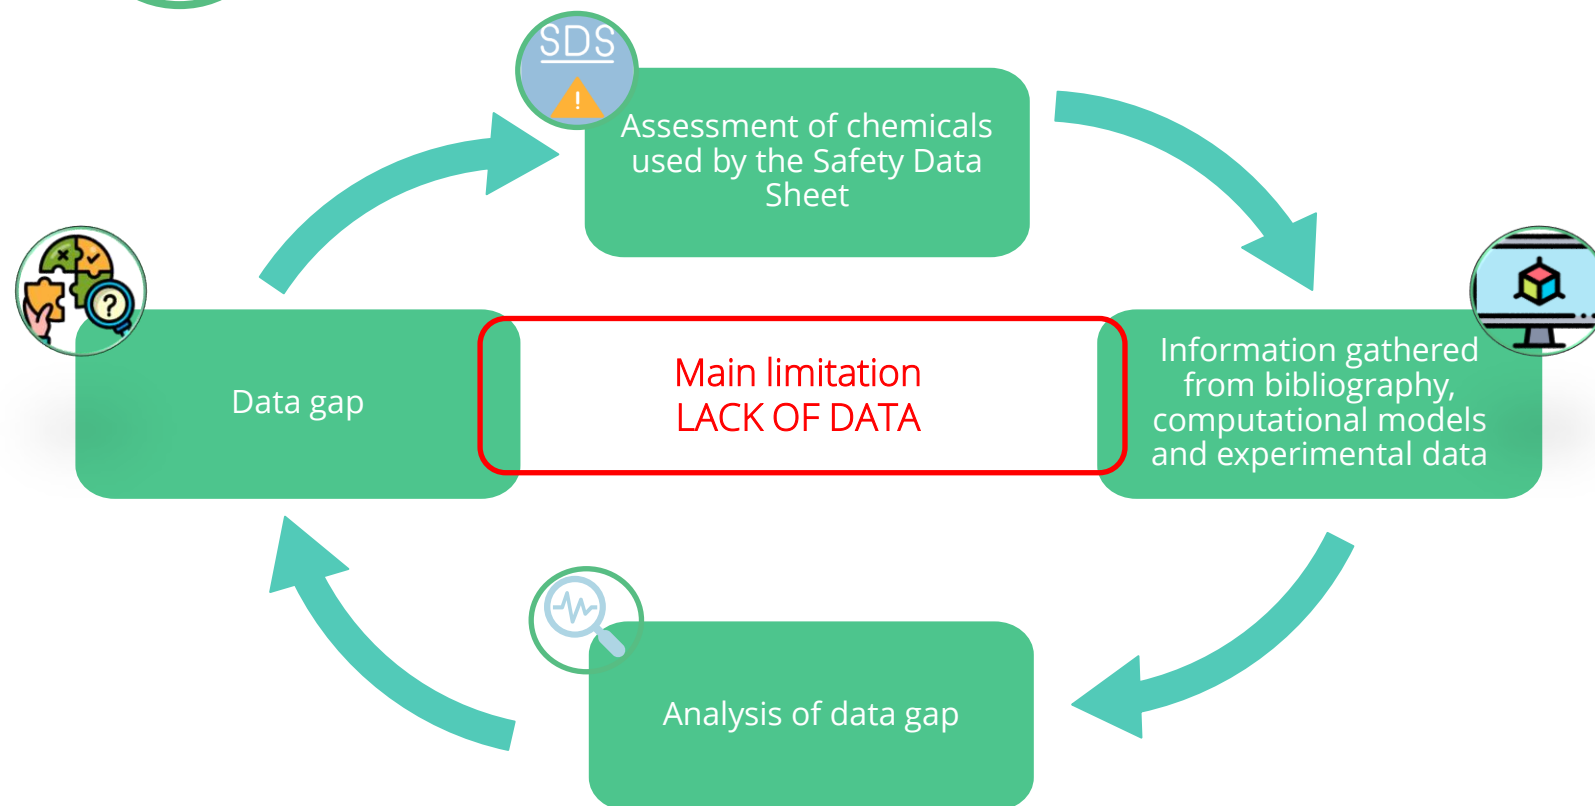 SDS
Assessment of chemicals
used by the Safety Data
Sheet
Data gap
Main limitation
LACK OF DATA
Information gathered
from bibliography,
computational models
and experimental data
Analysis of data gap